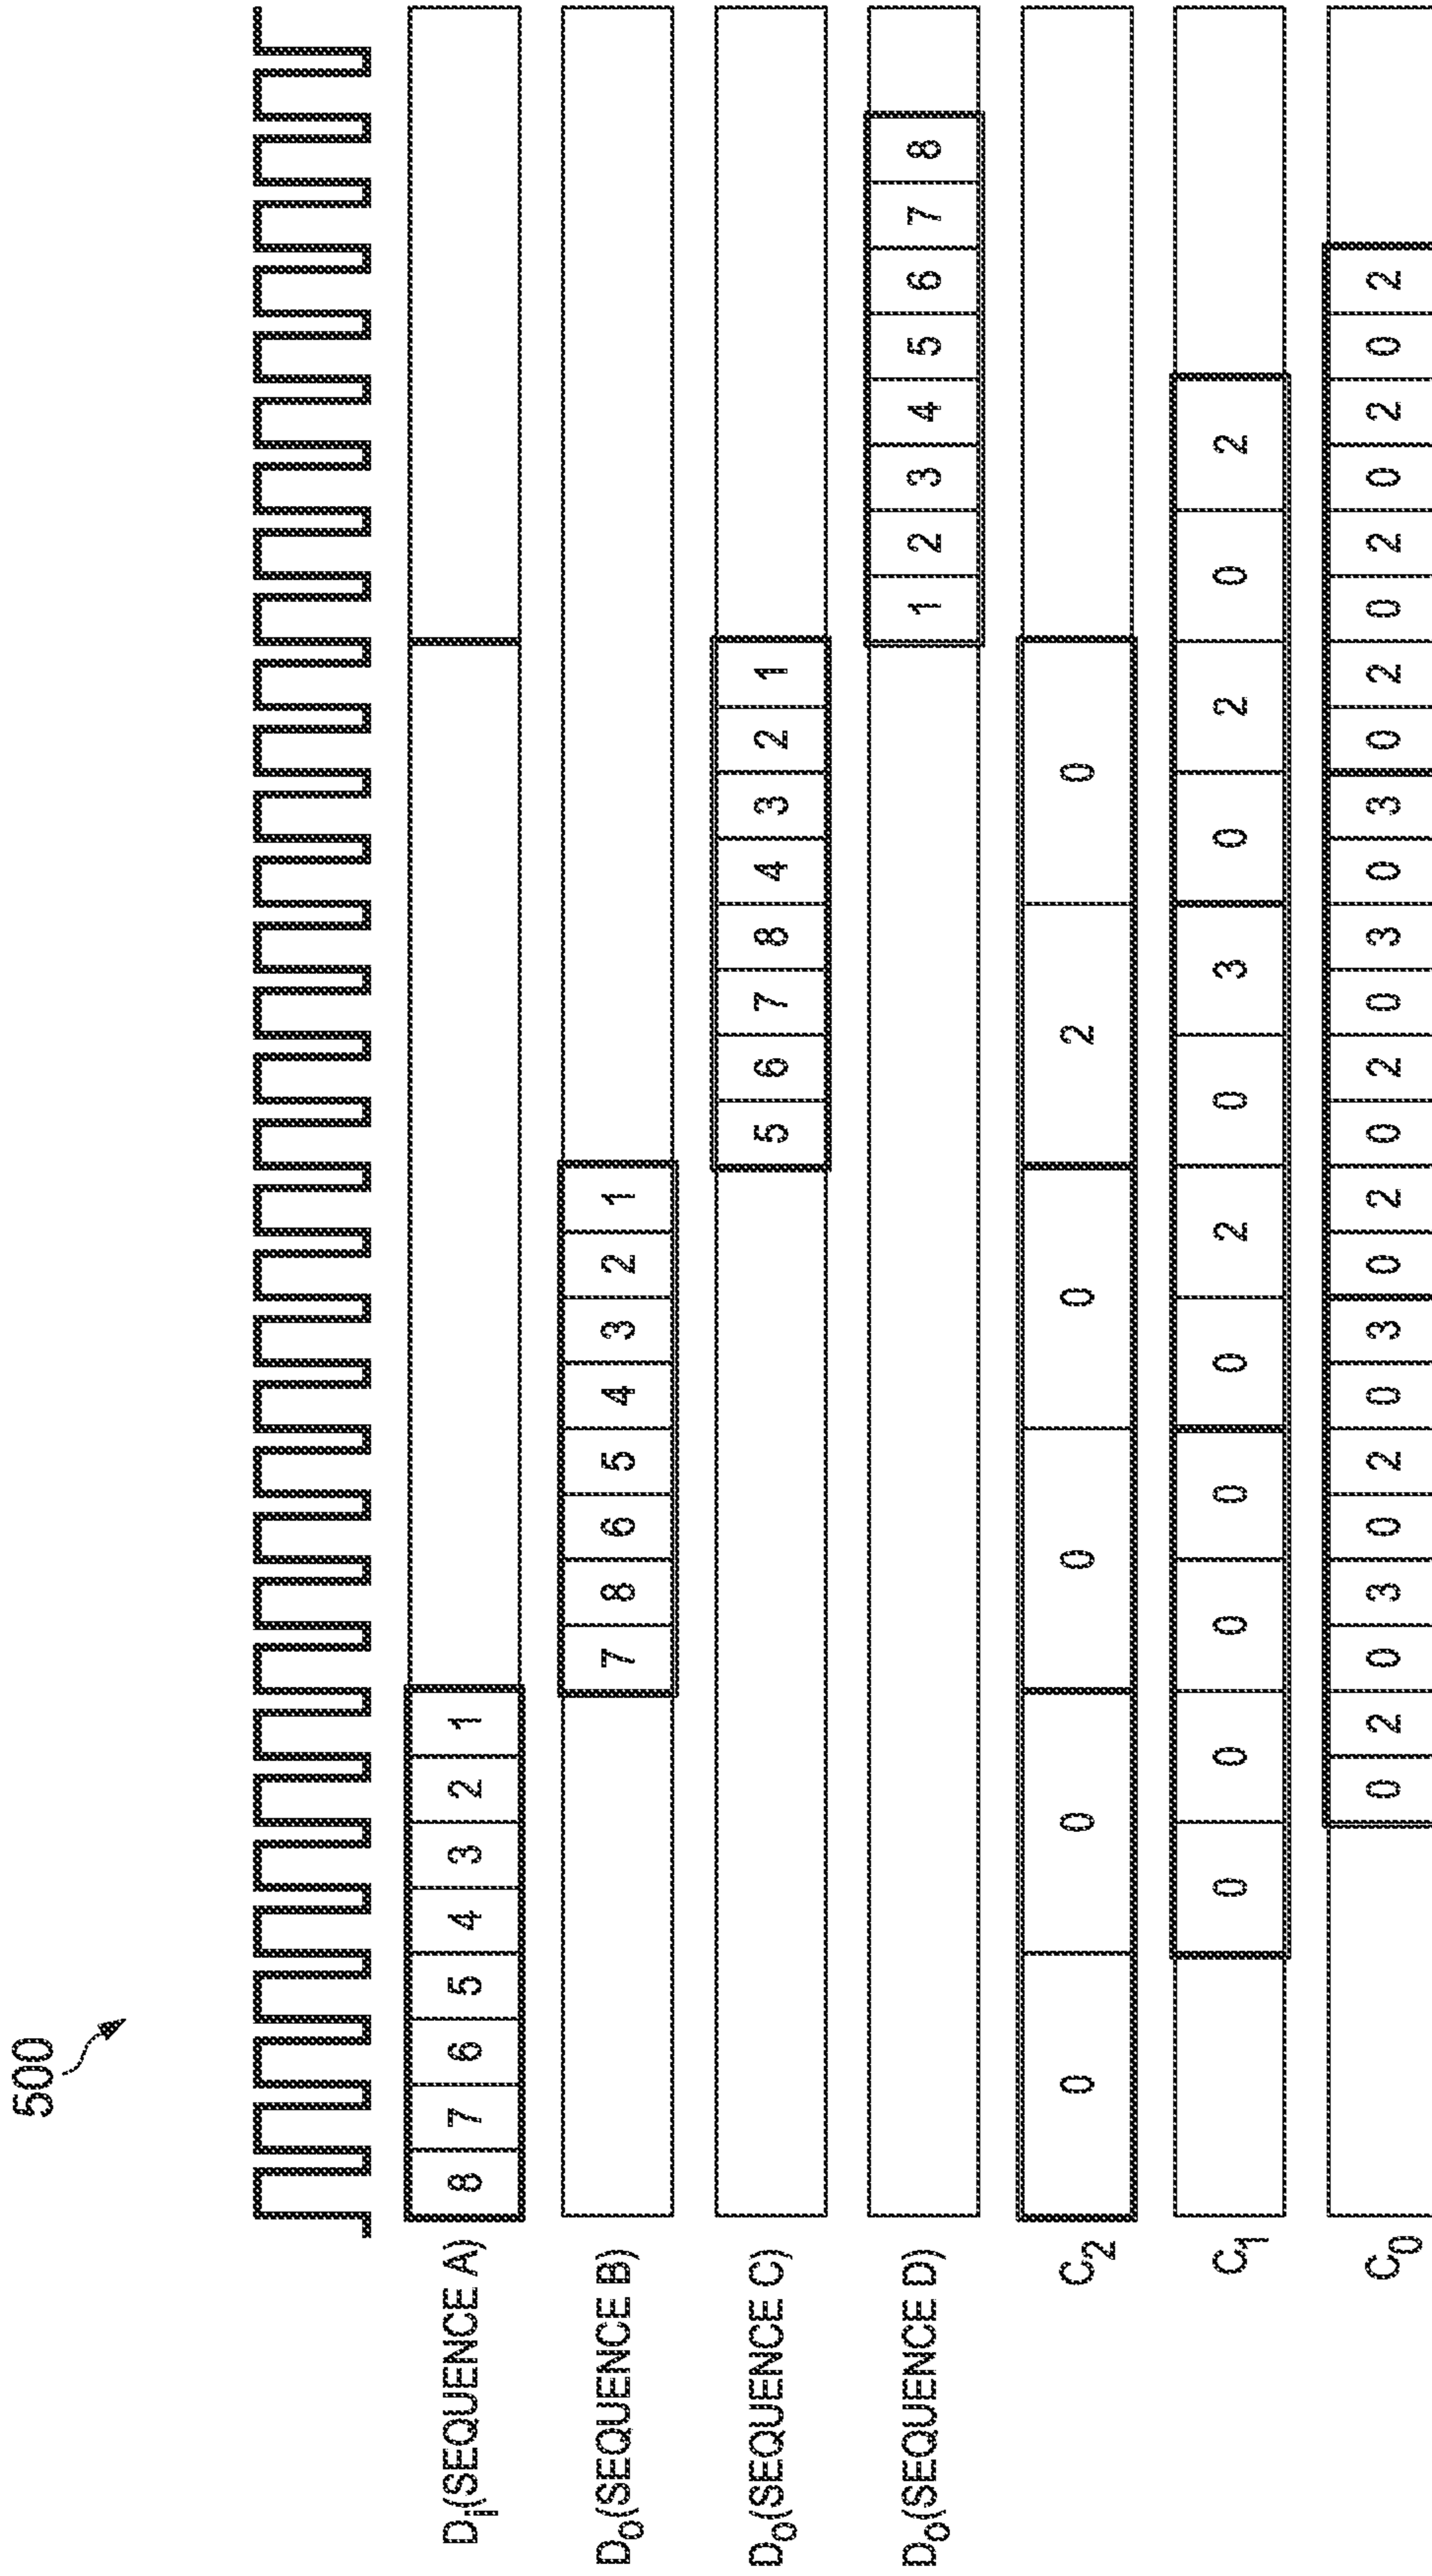 500
Di(SEQUENCE A) 8 7 6 5 4 3 2 1
Do(SEQUENCE B) 7 8 6 5 4 3 2 1
Do(SEQUENCE C) 5 6 7 8 4 3 2 1
Do(SEQUENCE D) 1 2 3 4 5 6 7 8
C2 0 0 0 0 2 0
C1 0 0 0 0 0 2 0 3 0 2 0 2
C0 0 2 0 3 0 2 0 3 0 2 0 2 0 3 0 3 0 2 0 2 0 2 0 2